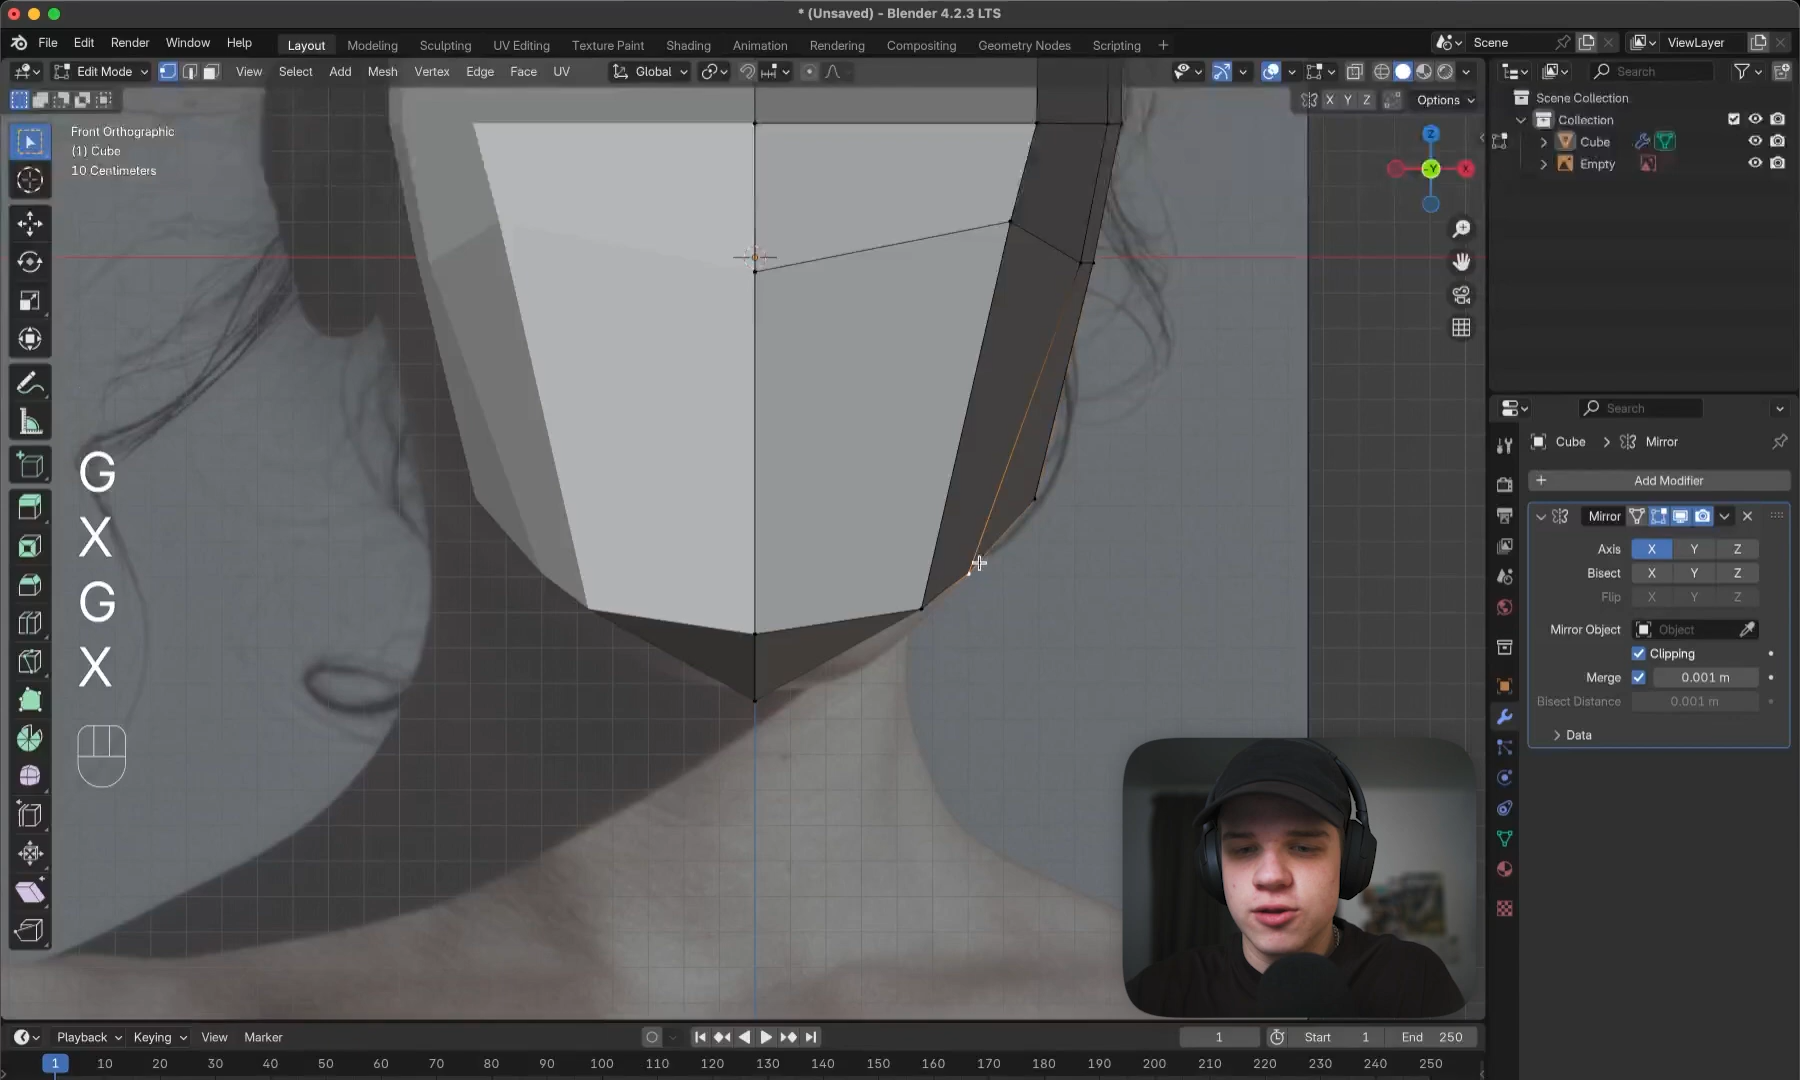 * (Unsaved) - Blender 4.2.3 LTS
File Edit Render Window Help Layout Modeling Sculpting UV Editing Texture Paint Shading Animation Rendering Compositing Geometry Nodes Scripting + Scene ViewLayer
Edit Mode View Select Add Mesh Vertex Edge Face UV Global Search
X Y Z Options
Front Orthographic
(1) Cube
10 Centimeters
Z
Y
X
Scene Collection
Collection
Cube
Empty
G
X
G
X
Search
Cube > Mirror
+ Add Modifier
Mirror
Axis X Y Z
Bisect X Y Z
Flip X Y Z
Mirror Object Object
Clipping
Merge 0.001 m
Bisect Distance 0.001 m
Data
Playback Keying View Marker 1 Start 1 End 250
1 10 20 30 40 50 60 70 80 90 100 110 120 130 140 150 160 170 180 190 200 210 220 230 240 250